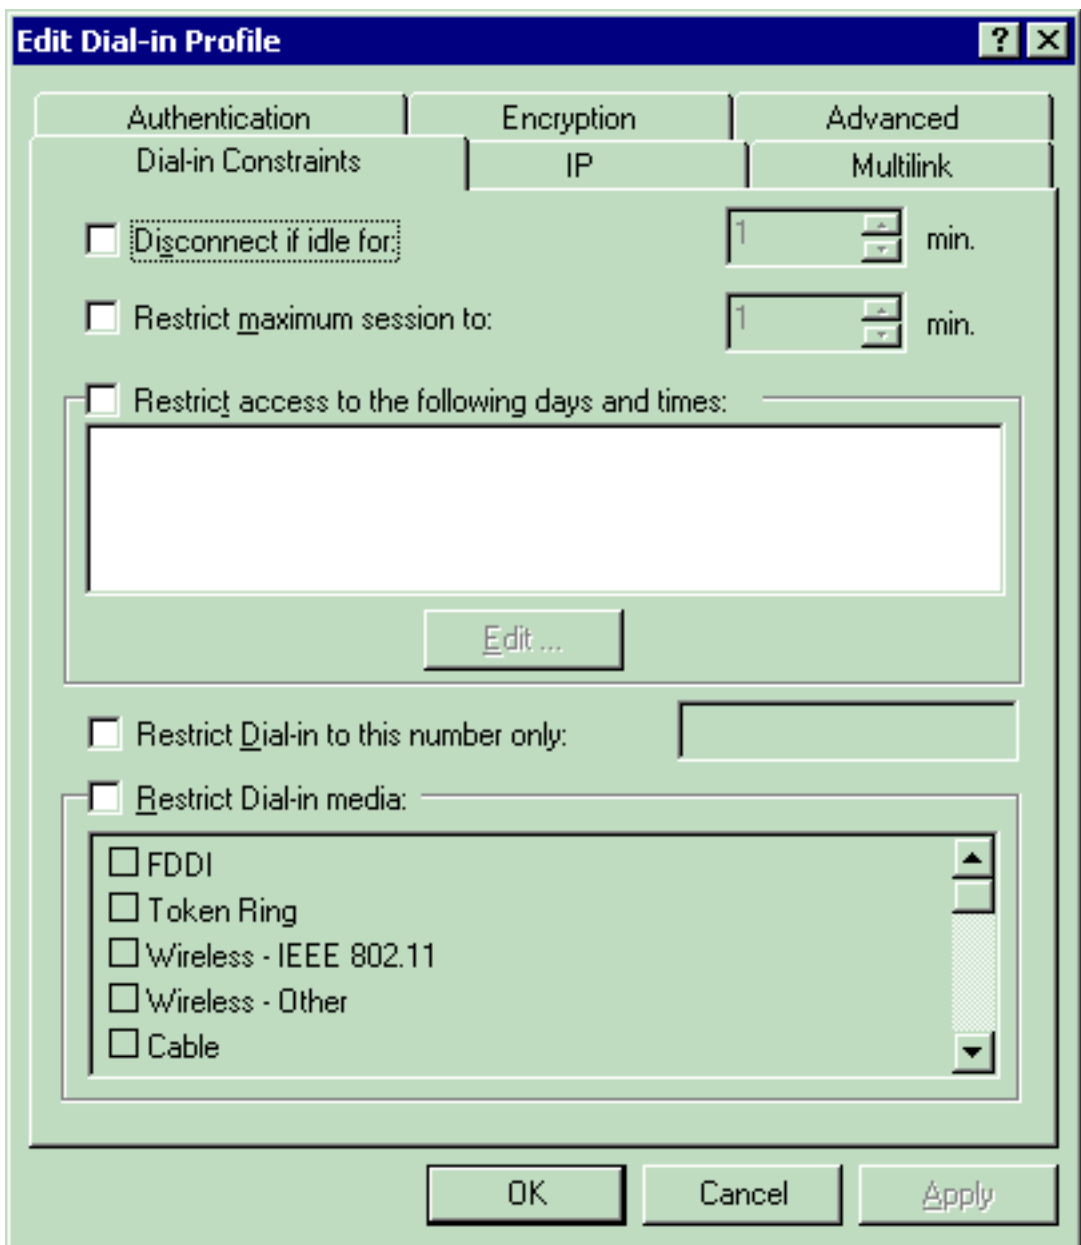 Edit Dial-in Profile ?
Authentication Encryption Advanced
Dial-in Constraints IP Multilink
Disconnect if idle for: 1 min.
Restrict maximum session to: 1 min.
Restrict access to the following days and times:
Edit ...
Restrict Dial-in to this number only:
Restrict Dial-in media:
FDDI
Token Ring
Wireless - IEEE 802.11
Wireless - Other
Cable
OK Cancel Apply